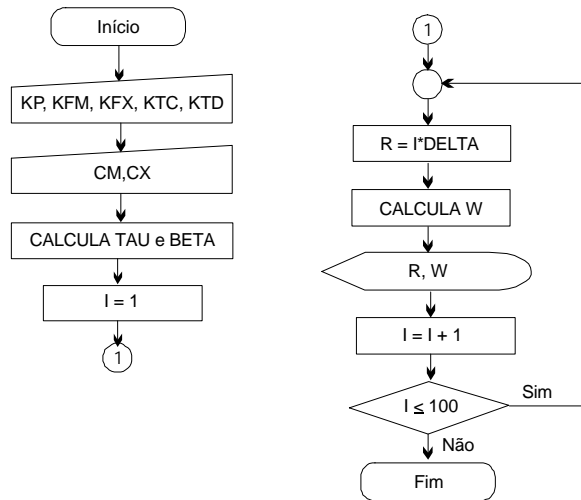 Início
KP, KFM, KFX, KTC, KTD
CM,CX
CALCULA TAU e BETA
I = 1
1
1
R = I*DELTA
CALCULA W
R, W
I = I + 1
I ≤ 100
Sim
Não
Fim